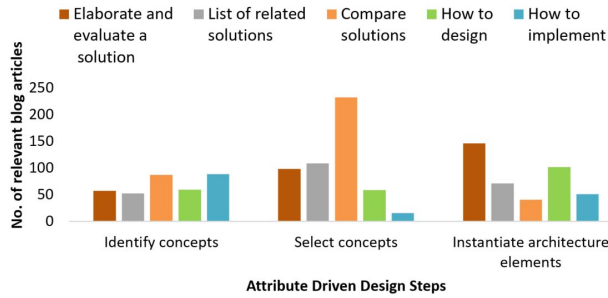 Elaborate and evaluate a solution
List of related solutions
Compare solutions
How to design
How to implement
No. of relevant blog articles
250
200
150
100
50
0
Identify concepts
Select concepts
Instantiate architecture
elements
Attribute Driven Design Steps